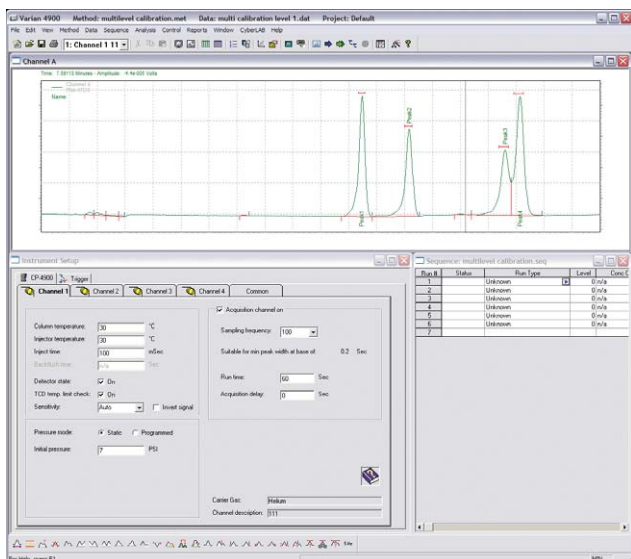 Varian 4900 Method: multilevel calibration.met Data: multi calibration level 1.dat Project: Default
File Edit View Method Data Sequence Analysis Control Reports Window CyberLAB Help
1: Channel 1 11
Channel A
Name
Peak1
Peak2
Peak3
Peak4
Instrument Setup
CP-4900 Trigger
Channel 1 Channel 2 Channel 3 Channel 4 Common
Column temperature: 30 °C
Injector temperature: 30 °C
Inject time: 100 mSec
Backflush time: n/a Sec
Detector state: On
TCD temp. limit check: On
Sensitivity: Auto Invert signal
Pressure mode: Static Programmed
Initial pressure: 7 PSI
Acquisition channel on
Sampling frequency: 100
Suitable for min peak width at base of: 0.2 Sec
Run time: 60 Sec
Acquisition delay: 0 Sec
Carrier Gas: Helium
Channel description: 111
Sequence: multilevel calibration.seq
Run # Status Run Type Level Conc C
1 Unknown 0 n/a
2 Unknown 0 n/a
3 Unknown 0 n/a
4 Unknown 0 n/a
5 Unknown 0 n/a
6 Unknown 0 n/a
7